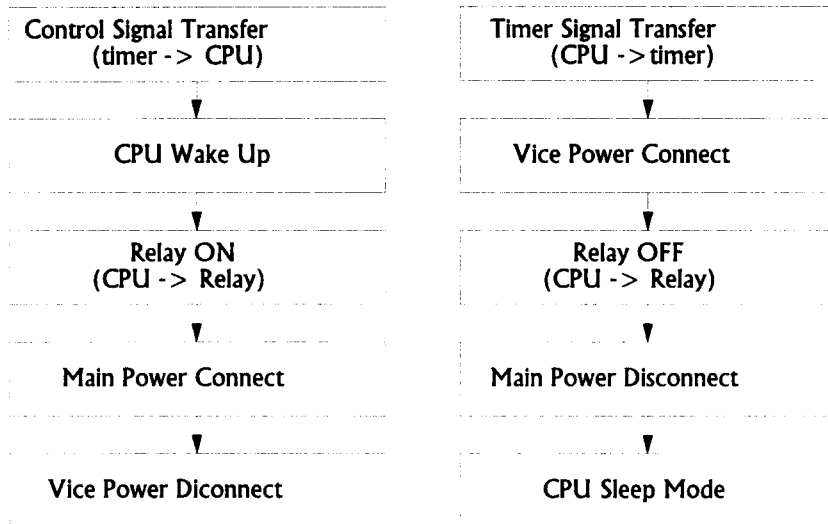 Control Signal Transfer
(timer -> CPU)
CPU Wake Up
Relay ON
(CPU -> Relay)
Main Power Connect
Vice Power Diconnect
Timer Signal Transfer
(CPU ->timer)
Vice Power Connect
Relay OFF
(CPU -> Relay)
Main Power Disconnect
CPU Sleep Mode